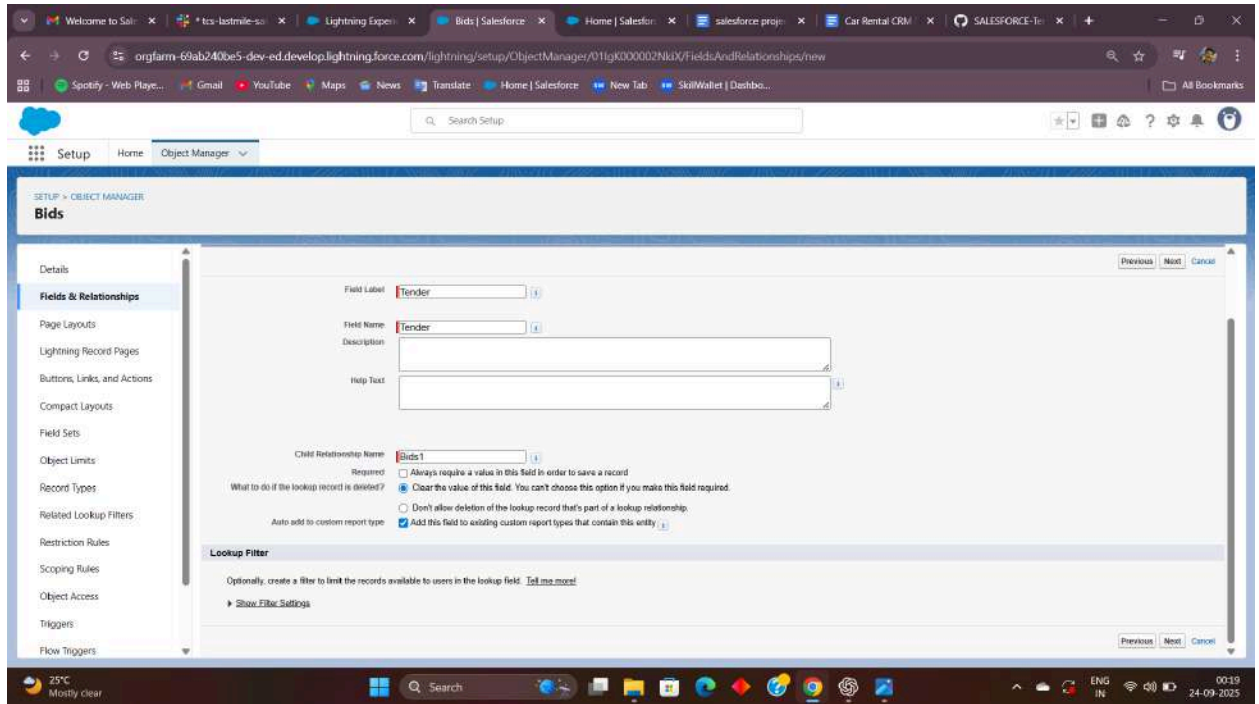 Welcome to Sale
* tcs-lastmile-sa
Lightning Experi
Bids | Salesforce
Home | Salesfor
salesforce proje
Car Rental CRM
SALESFORCE-Te
orgfarm-69ab240be5-dev-ed.develop.lightning.force.com/lightning/setup/ObjectManager/01IgK000002NkiX/FieldsAndRelationships/new
Spotify - Web Playe... Gmail YouTube Maps News Translate Home | Salesforce New Tab SkillWallet | Dashbo... All Bookmarks
Search Setup
Setup Home Object Manager
SETUP > OBJECT MANAGER
Bids
Details
Fields & Relationships
Page Layouts
Lightning Record Pages
Buttons, Links, and Actions
Compact Layouts
Field Sets
Object Limits
Record Types
Related Lookup Filters
Restriction Rules
Scoping Rules
Object Access
Triggers
Flow Triggers
Previous Next Cancel
Field Label Tender
Field Name Tender
Description
Help Text
Child Relationship Name Bids1
Required Always require a value in this field in order to save a record
What to do if the lookup record is deleted? Clear the value of this field. You can't choose this option if you make this field required.
Don't allow deletion of the lookup record that's part of a lookup relationship.
Auto add to custom report type Add this field to existing custom report types that contain this entity
Lookup Filter
Optionally, create a filter to limit the records available to users in the lookup field. Tell me more!
Show Filter Settings
Previous Next Cancel
25°C
Mostly clear
Search
ENG
IN
00:19
24-09-2025